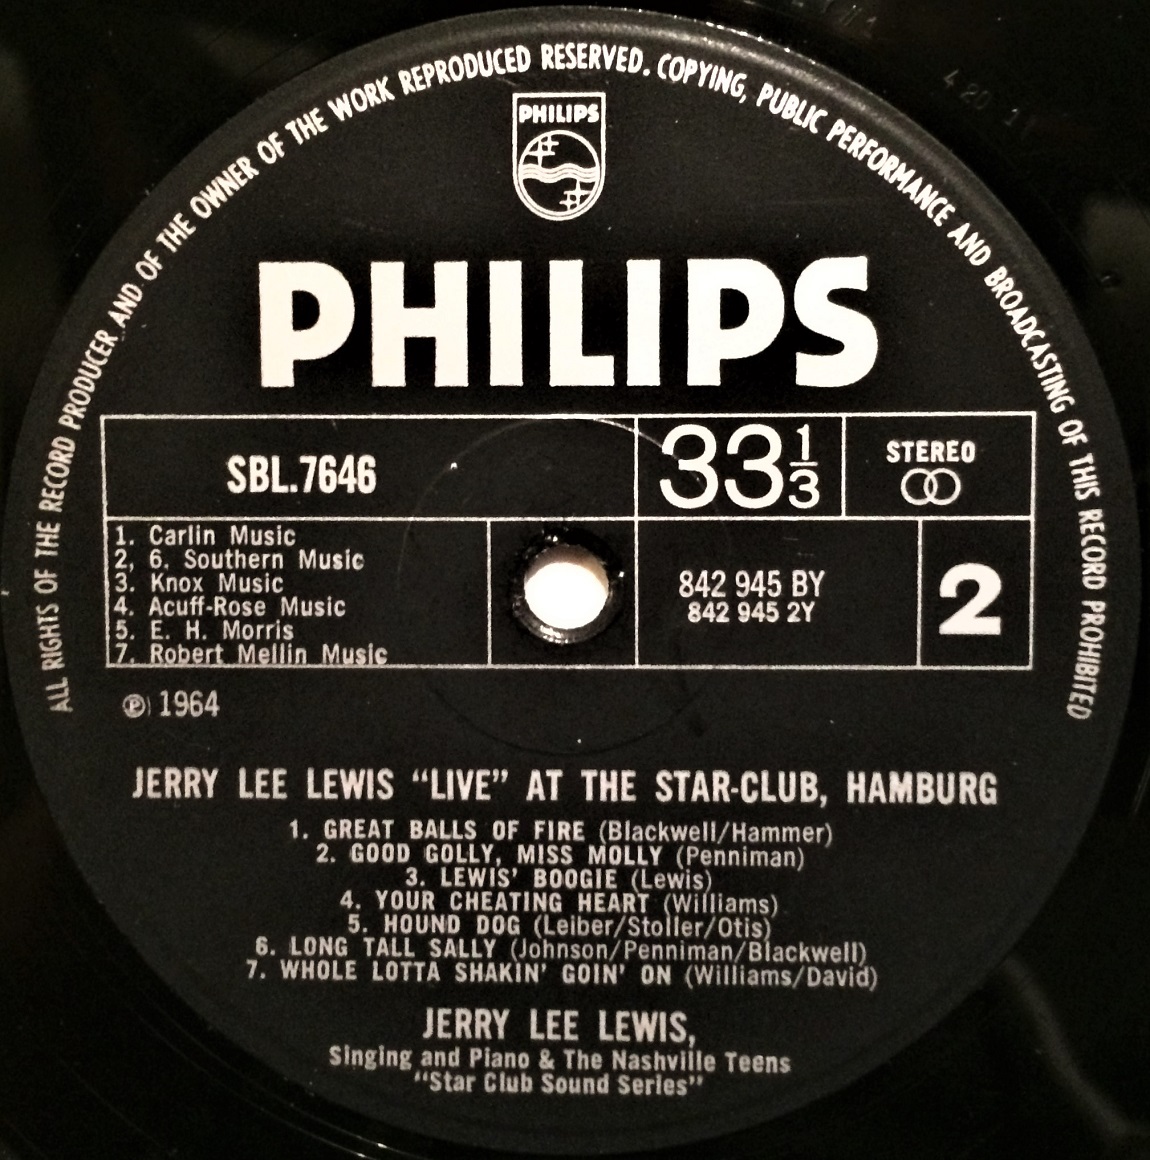 ALL RIGHTS OF THE RECORD PRODUCER AND OF THE OWNER OF THE WORK REPRODUCED RESERVED. COPYING, PUBLIC PERFORMANCE AND BROADCASTING OF THIS RECORD PROHIBITED
PHILIPS
PHILIPS
SBL.7646
33 1/3
STEREO
1. Carlin Music
2, 6. Southern Music
3. Knox Music
4. Acuff-Rose Music
5. E. H. Morris
7. Robert Mellin Music
842 945 BY
842 945 2Y
2
℗ 1964
JERRY LEE LEWIS “LIVE” AT THE STAR-CLUB, HAMBURG
1. GREAT BALLS OF FIRE (Blackwell/Hammer)
2. GOOD GOLLY, MISS MOLLY (Penniman)
3. LEWIS’ BOOGIE (Lewis)
4. YOUR CHEATING HEART (Williams)
5. HOUND DOG (Leiber/Stoller/Otis)
6. LONG TALL SALLY (Johnson/Penniman/Blackwell)
7. WHOLE LOTTA SHAKIN’ GOIN’ ON (Williams/David)
JERRY LEE LEWIS,
Singing and Piano & The Nashville Teens
“Star Club Sound Series”